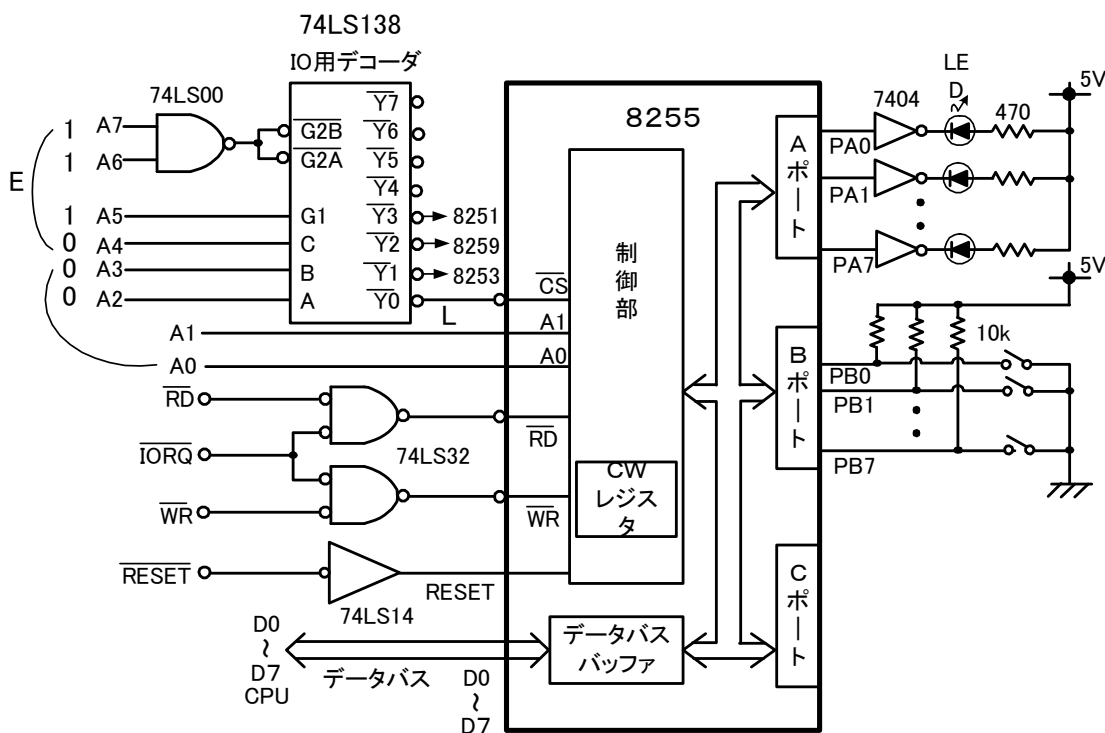 74LS138
IO用デコーダ
74LS00
1 A7
1 A6
E
1 A5
0 A4
0 A3
0 A2
A1
A0
G2B
G2A
G1
C
B
A
Y7
Y6
Y5
Y4
Y3 8251
Y2 8259
Y1 8253
Y0
L
RD
IORQ
WR
74LS32
RESET
74LS14
RESET
D0
~
D7
CPU
データバス
D0
~
D7
8255
CS
A1
A0
RD
WR
制御部
CW
レジス
タ
データバス
バッファ
Aポート
Bポート
Cポート
PA0
PA1
PA7
7404
LE
D
470
5V
5V
10k
PB0
PB1
PB7